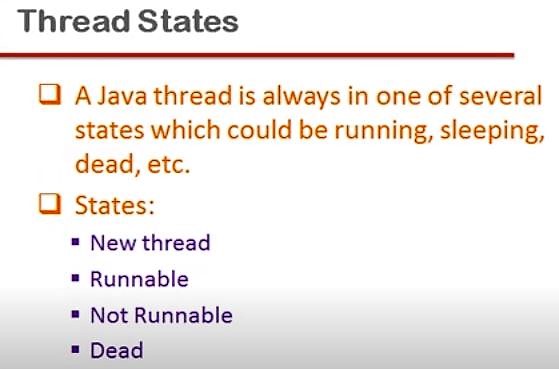 Thread States
❑ A Java thread is always in one of several
states which could be running, sleeping,
dead, etc.
❑ States:
▪ New thread
▪ Runnable
▪ Not Runnable
▪ Dead